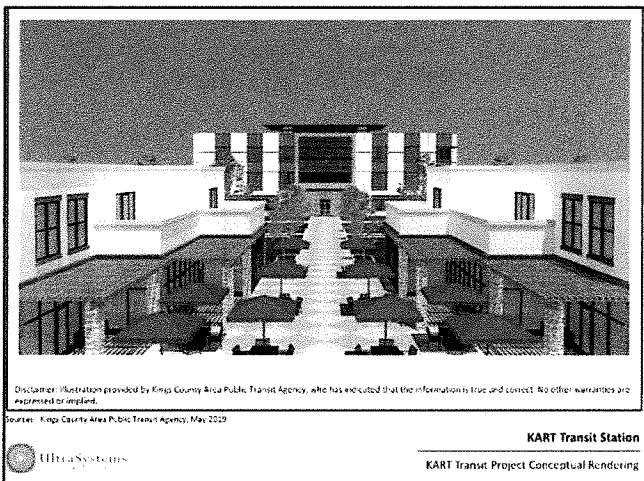 Disclaimer: Illustration provided by Kings County Area Public Transit Agency, who has indicated that the information is true and correct. No other warranties are
expressed or implied.
Sources: Kings County Area Public Transit Agency, May 2019
KART Transit Station
UltraSystems
KART Transit Project Conceptual Rendering